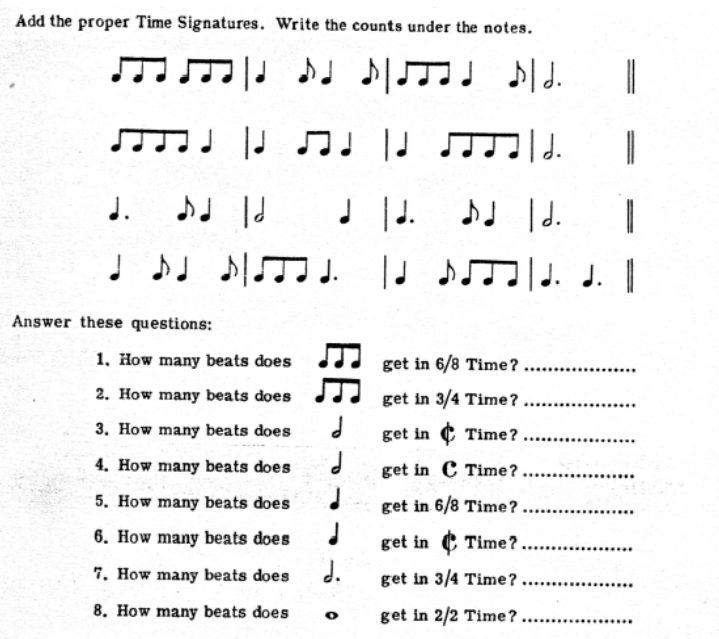 Add the proper Time Signatures. Write the counts under the notes.
Answer these questions:
1. How many beats does get in 6/8 Time? ....................
2. How many beats does get in 3/4 Time? ....................
3. How many beats does get in 𝄵 Time? ....................
4. How many beats does get in 𝄴 Time? ....................
5. How many beats does get in 6/8 Time? ....................
6. How many beats does get in 𝄵 Time? ....................
7. How many beats does get in 3/4 Time? ....................
8. How many beats does get in 2/2 Time? ....................